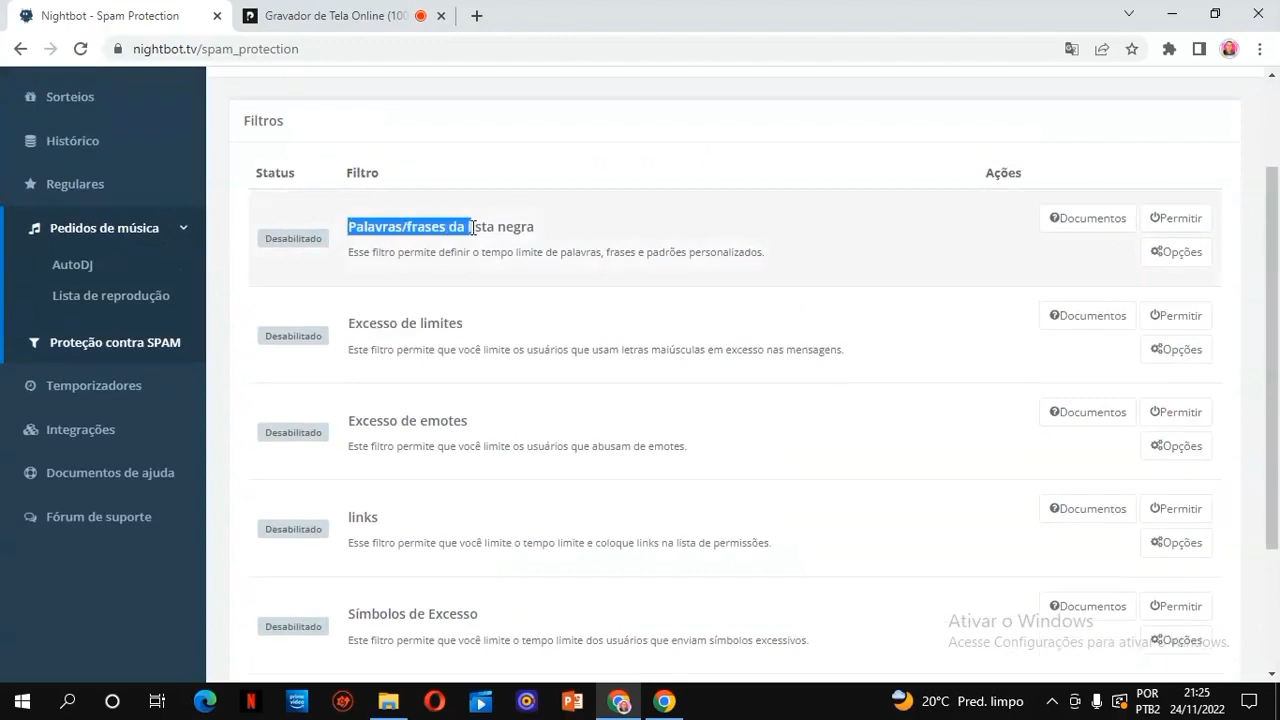 Nightbot - Spam Protection
Gravador de Tela Online (100
nightbot.tv/spam_protection
Sorteios
Histórico
Regulares
Pedidos de música
AutoDj
Lista de reprodução
Proteção contra SPAM
Temporizadores
Integrações
Documentos de ajuda
Fórum de suporte
Filtros
Status Filtro Ações
Palavras/frases da lista negra
Esse filtro permite definir o tempo limite de palavras, frases e padrões personalizados.
Desabilitado
Documentos Permitir
Opções
Excesso de limites
Este filtro permite que você limite os usuários que usam letras maiúsculas em excesso nas mensagens.
Desabilitado
Documentos Permitir
Opções
Excesso de emotes
Este filtro permite que você limite os usuários que abusam de emotes.
Desabilitado
Documentos Permitir
Opções
links
Esse filtro permite que você limite o tempo limite e coloque links na lista de permissões.
Desabilitado
Documentos Permitir
Opções
Símbolos de Excesso
Este filtro permite que você limite o tempo limite dos usuários que enviam símbolos excessivos.
Desabilitado
Documentos Permitir
Opções
Ativar o Windows
Acesse Configurações para ativar o Windows.
20°C Pred. limpo
POR
PTB2
21:25
24/11/2022